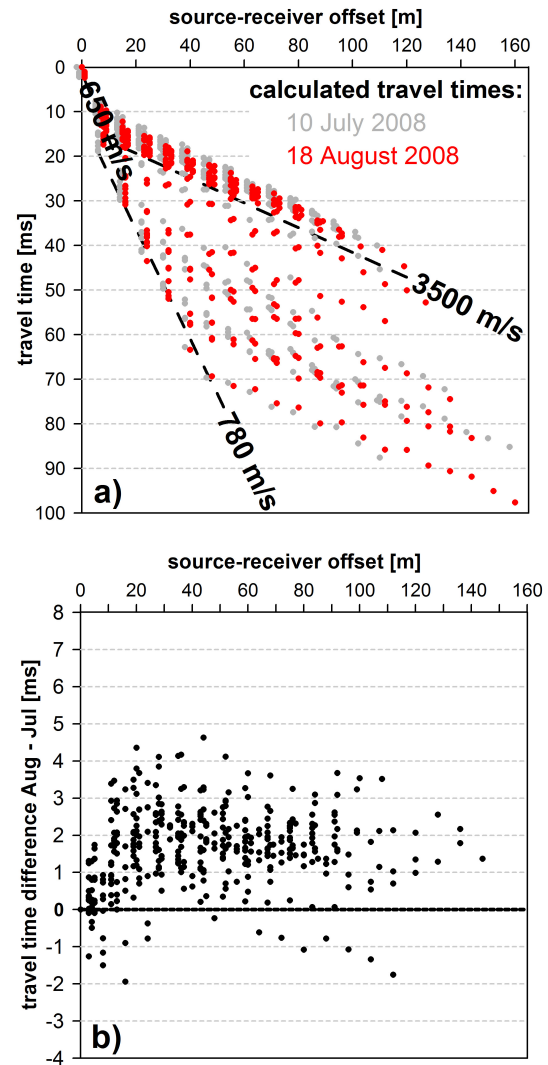 source-receiver offset [m]
0 20 40 60 80 100 120 140 160
travel time [ms]
0
10
20
30
40
50
60
70
80
90
100
calculated travel times:
10 July 2008
18 August 2008
650 m/s
3500 m/s
780 m/s
a)
source-receiver offset [m]
0 20 40 60 80 100 120 140 160
travel time difference Aug - Jul [ms]
8
7
6
5
4
3
2
1
0
-1
-2
-3
-4
b)